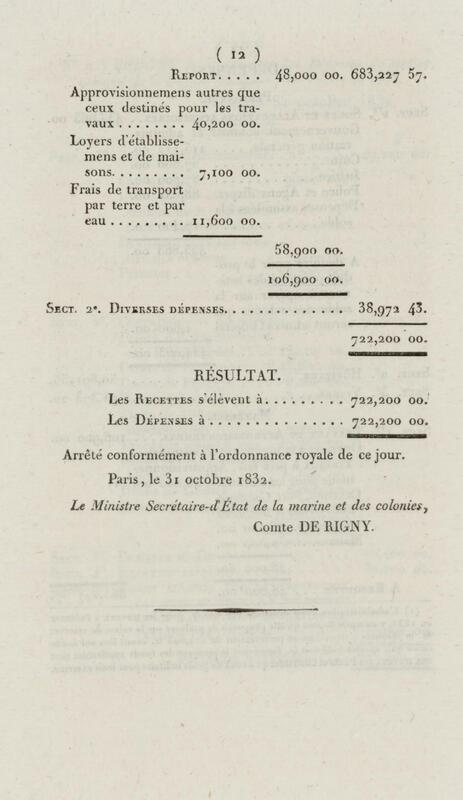 ( 12 )
REPORT..... 48,000 00. 683,227 57.
Approvisionnemens autres que
ceux destinés pour les tra-
vaux........ 40,200 00.
Loyers d'établisse-
mens et de mai-
sons......... 7,100 00.
Frais de transport
par terre et par
eau ......... 11,600 00.
58,900 00.
106,900 00.
SECT. 2e. DIVERSES DÉPENSES.............. 38,972 43.
722,200 00.
RÉSULTAT.
Les RECETTES s'élèvent à......... 722,200 00.
Les DÉPENSES à ................ 722,200 00.
Arrêté conformément à l'ordonnance royale de ce jour.
Paris, le 31 octobre 1832.
Le Ministre Secrétaire-d'État de la marine et des colonies,
Comte DE RIGNY.